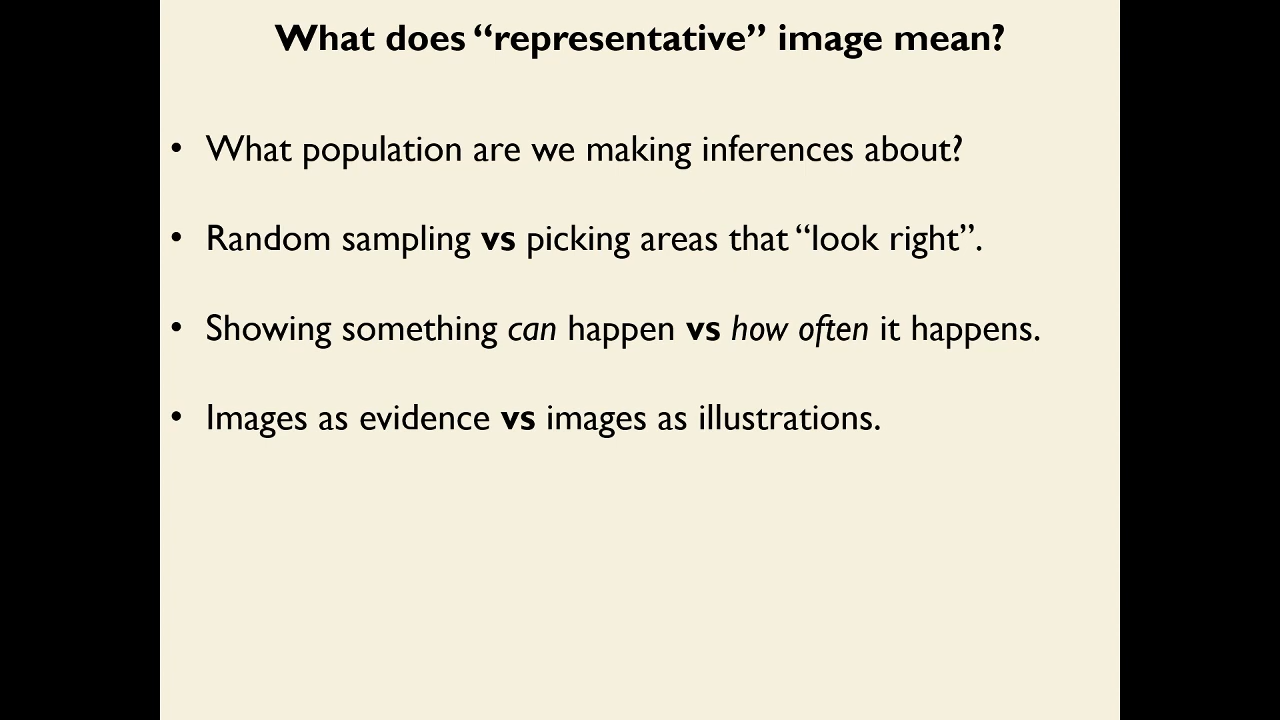 What does “representative” image mean?
• What population are we making inferences about?
• Random sampling vs picking areas that “look right”.
• Showing something can happen vs how often it happens.
• Images as evidence vs images as illustrations.